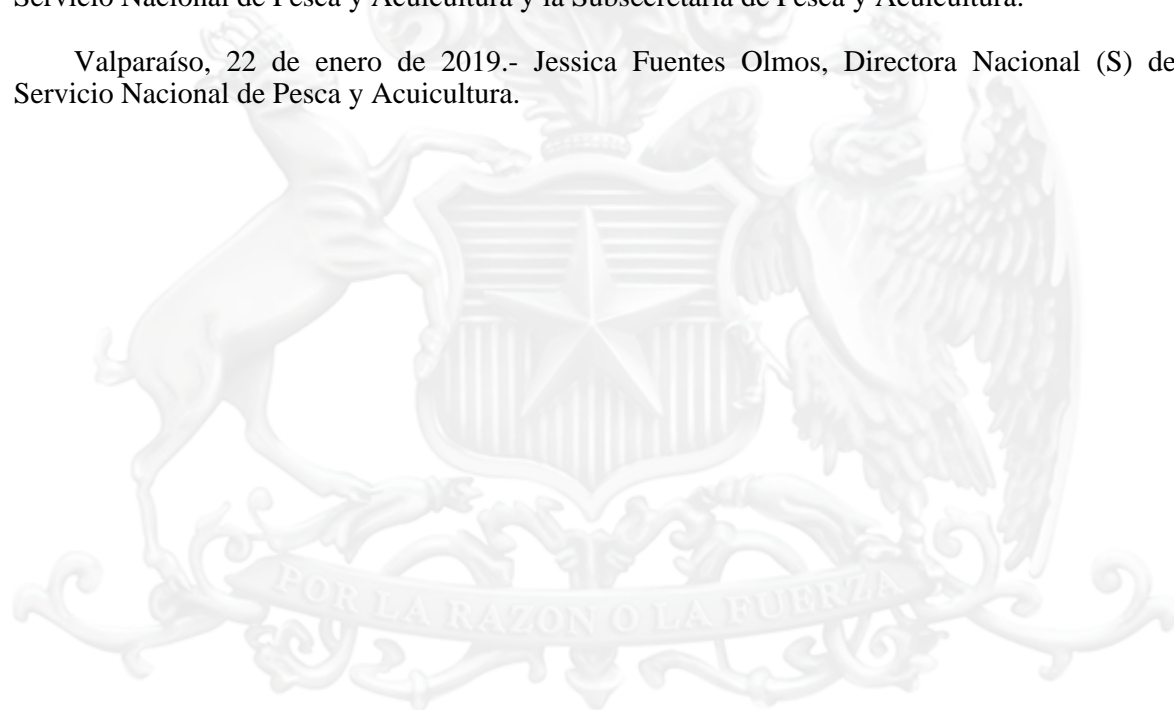 Servicio Nacional de Pesca y Acuicultura y la Subsecretaría de Pesca y Acuicultura.
Valparaíso, 22 de enero de 2019.- Jessica Fuentes Olmos, Directora Nacional (S) de
Servicio Nacional de Pesca y Acuicultura.
POR LA RAZON O LA FUERZA